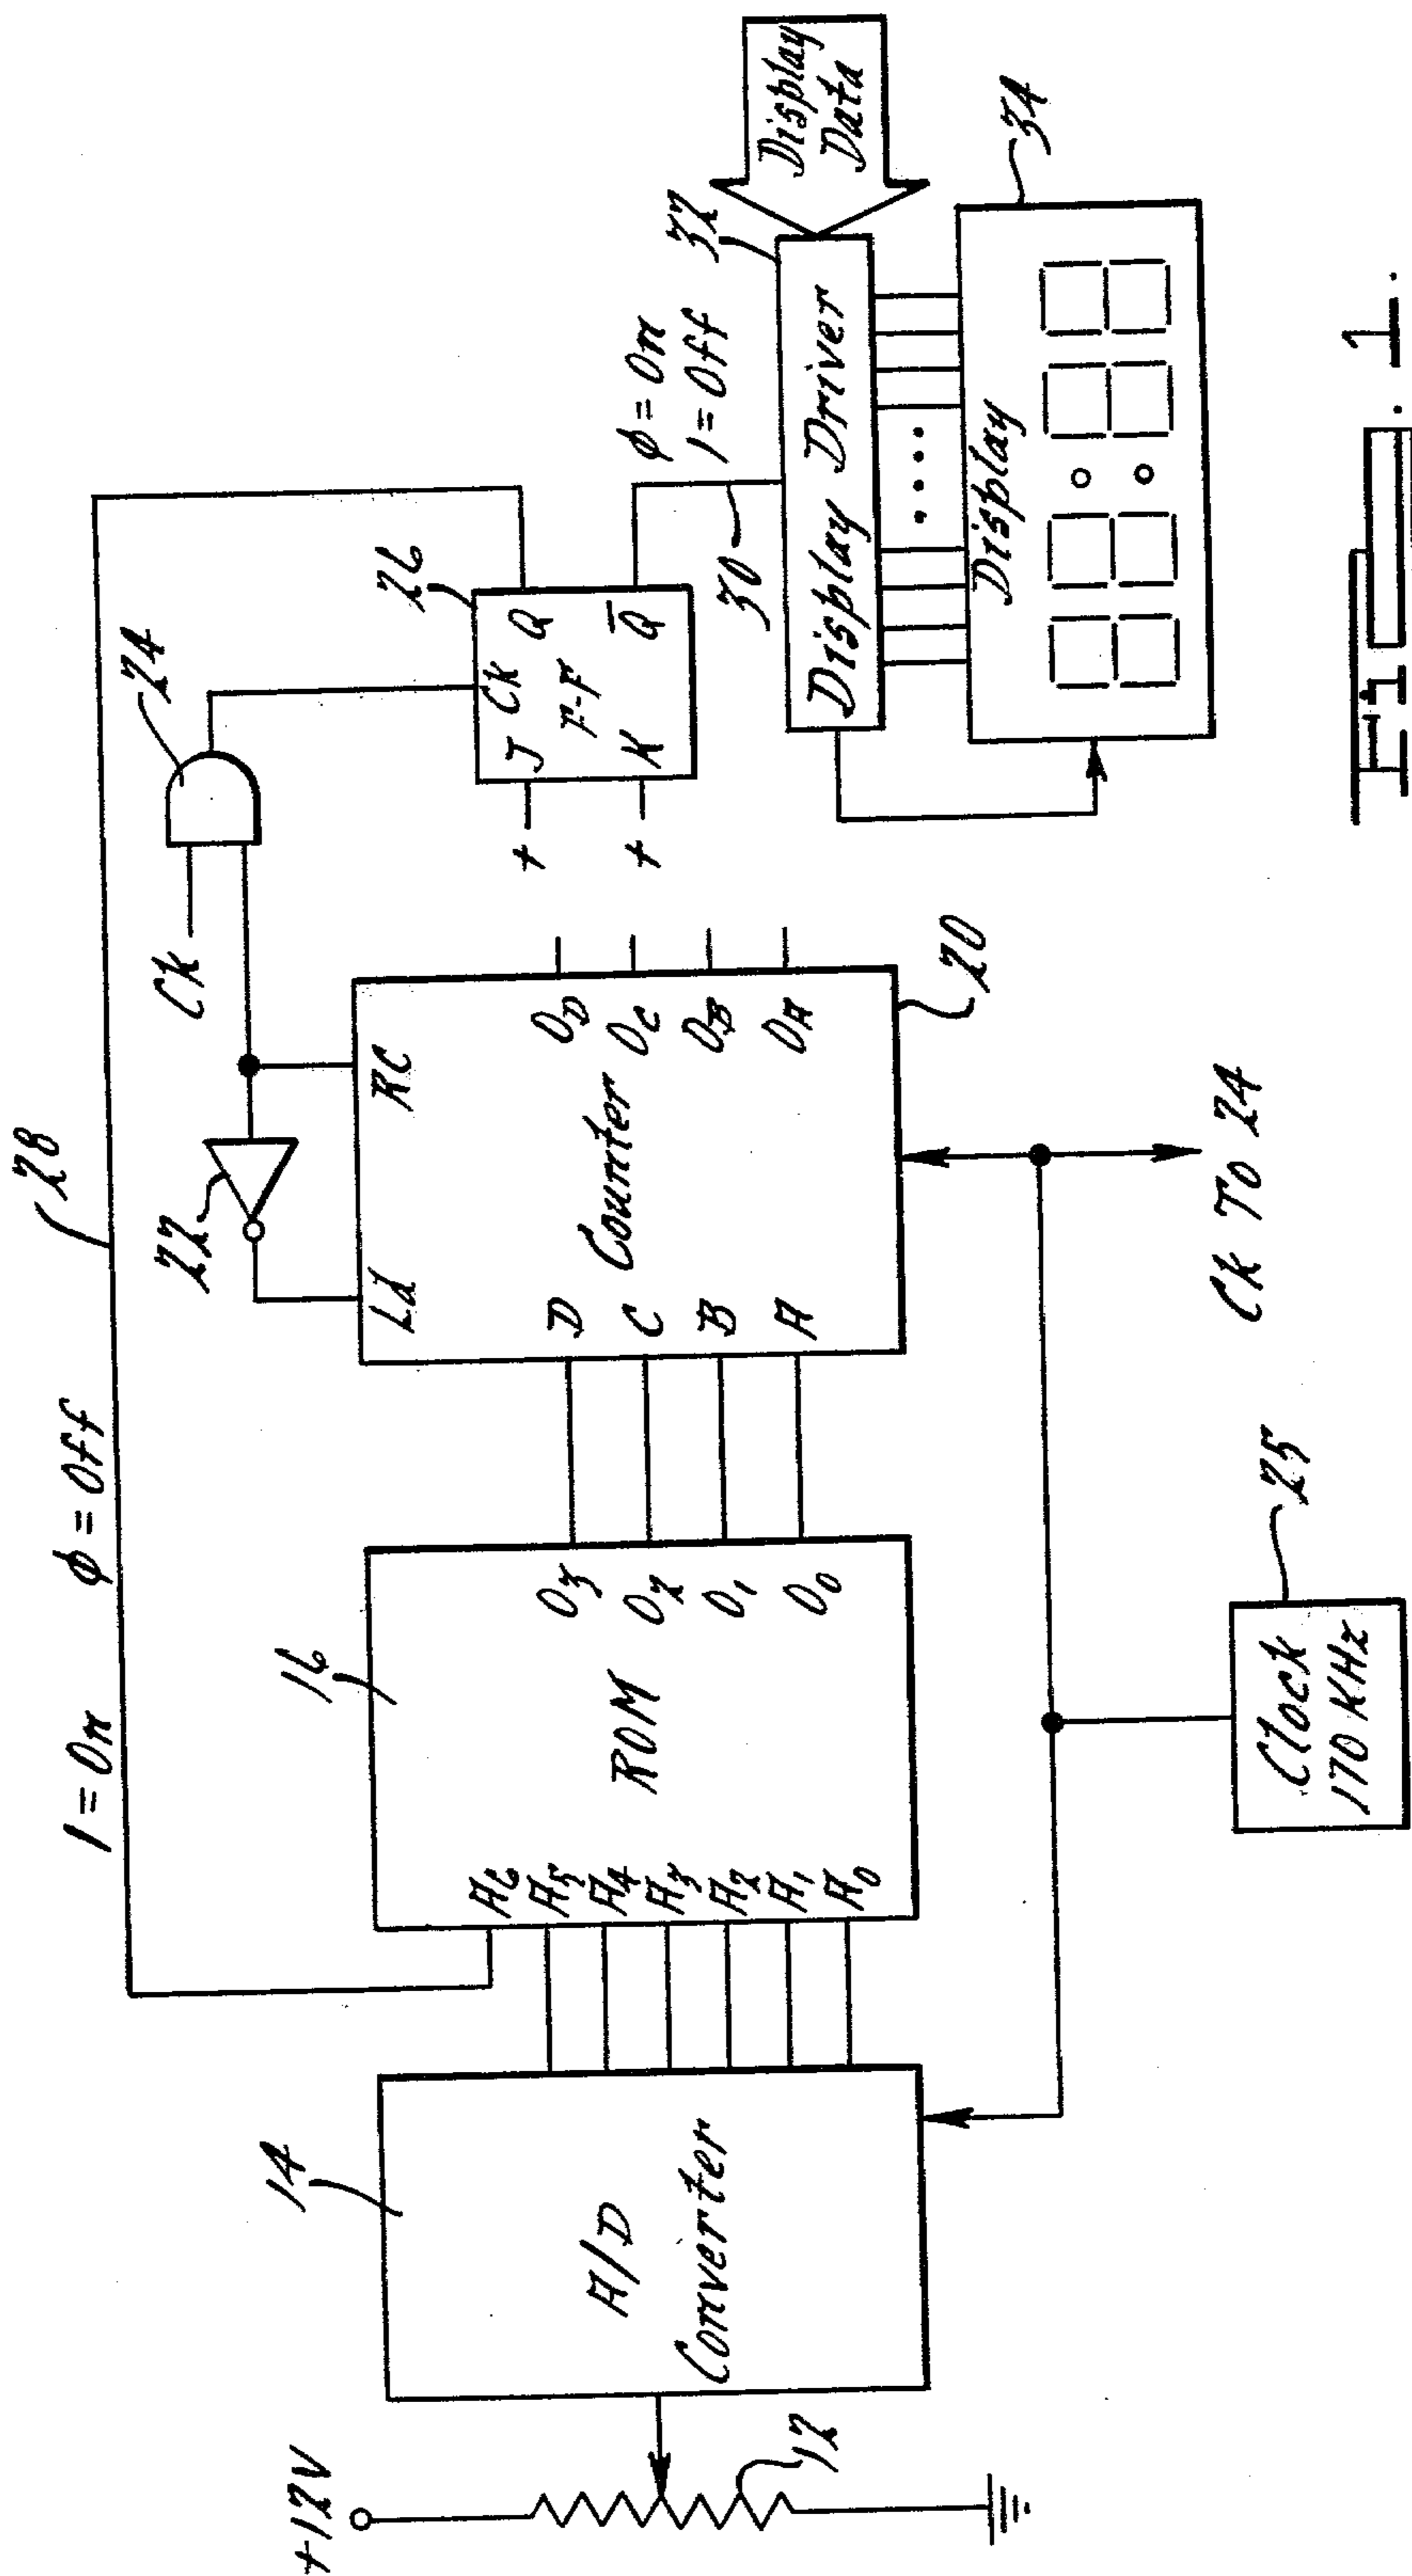 1 = On   ϕ = Off
28
+12V
12
14
A/D
Converter
16
ROM
A6
A5
A4
A3
A2
A1
A0
O3
O2
O1
O0
22
Ld
RC
D
C
B
A
Counter
OD
OC
OB
OA
20
Ck
24
26
J
CK
Q
F-F
K
Q̅
+
+
30
ϕ = On
1 = Off
32
Display Driver
Display
Data
Display
34
Clock
170 KHz
25
Ck To 24
Fig. 1.